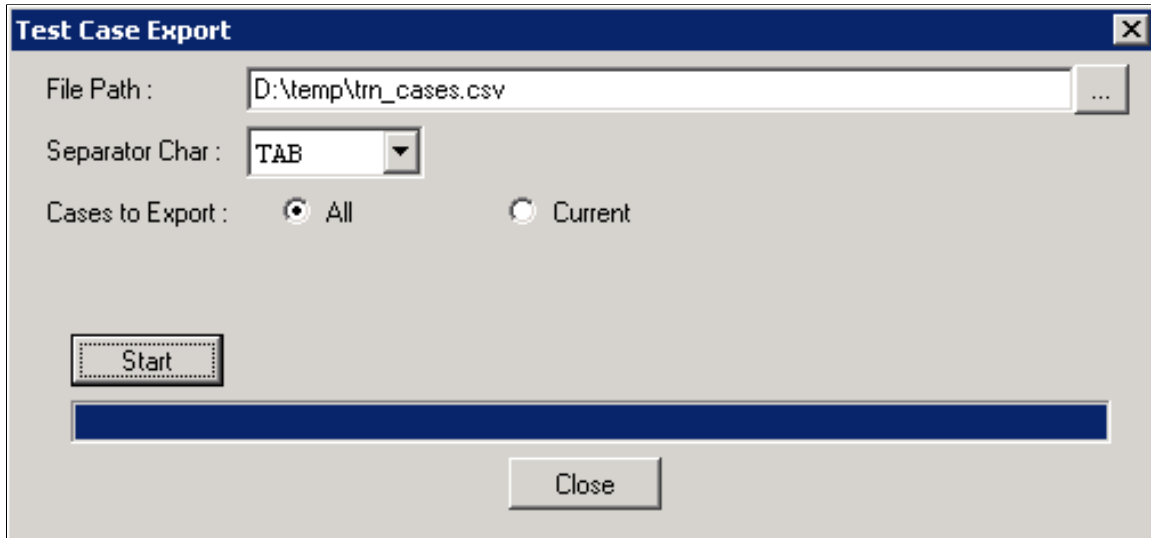 Test Case Export
File Path : D:\temp\trn_cases.csv ...
Separator Char : TAB
Cases to Export : All Current
Start
Close